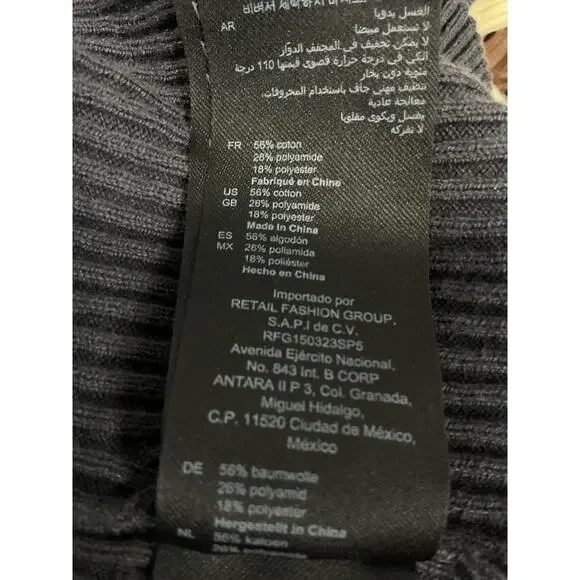 الغسل يدويا
AR
لا تستعمل مبيضا
لا يمكن تجفيف في المجفف الدوّار
اتكي في درجة حرارة قصوى قيمتها 110 درجة
مئوية دون بخار
تنظيف مهني جاف باستخدام المحروقات.
معالجة عادية
يغسل ويكوى مقلوبا
لا تفركه
FR 56% coton
26% polyamide
18% polyester
Fabriqué en Chine
US 56% cotton
GB 26% polyamide
18% polyester
Made in China
ES 56% algodón
MX 26% poliamida
18% poliéster
Hecho en China
Importado por
RETAIL FASHION GROUP.
S.A.P.I de C.V.
RFG150323SP5
Avenida Ejército Nacional,
No. 843 Int. B CORP
ANTARA II P 3, Col. Granada,
Miguel Hidalgo,
C.P. 11520 Ciudad de México,
México
DE 56% baumwolle
26% polyamid
18% polyester
Hergestellt in China
NL 56% katoen